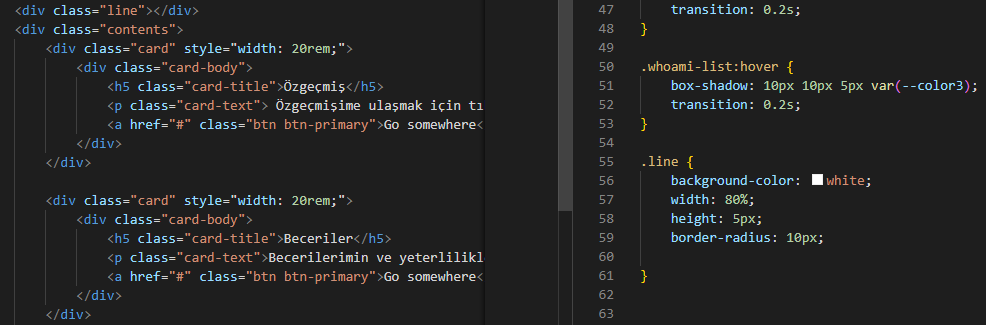 <div class="line"></div>
<div class="contents">
<div class="card" style="width: 20rem;">
<div class="card-body">
<h5 class="card-title">Özgeçmiş</h5>
<p class="card-text"> Özgeçmişime ulaşmak için
<a href="#" class="btn btn-primary">Go somewhere<
</div>
</div>
<div class="card" style="width: 20rem;">
<div class="card-body">
<h5 class="card-title">Beceriler</h5>
<p class="card-text">Becerilerimin ve
<a href="#" class="btn btn-primary">Go somewhere<
</div>
</div>
47 transition: 0.2s;
48 }
49
50 .whoami-list:hover {
51 box-shadow: 10px 10px 5px var(--color3);
52 transition: 0.2s;
53 }
54
55 .line {
56 background-color: white;
57 width: 80%;
58 height: 5px;
59 border-radius: 10px;
60
61 }
62
63